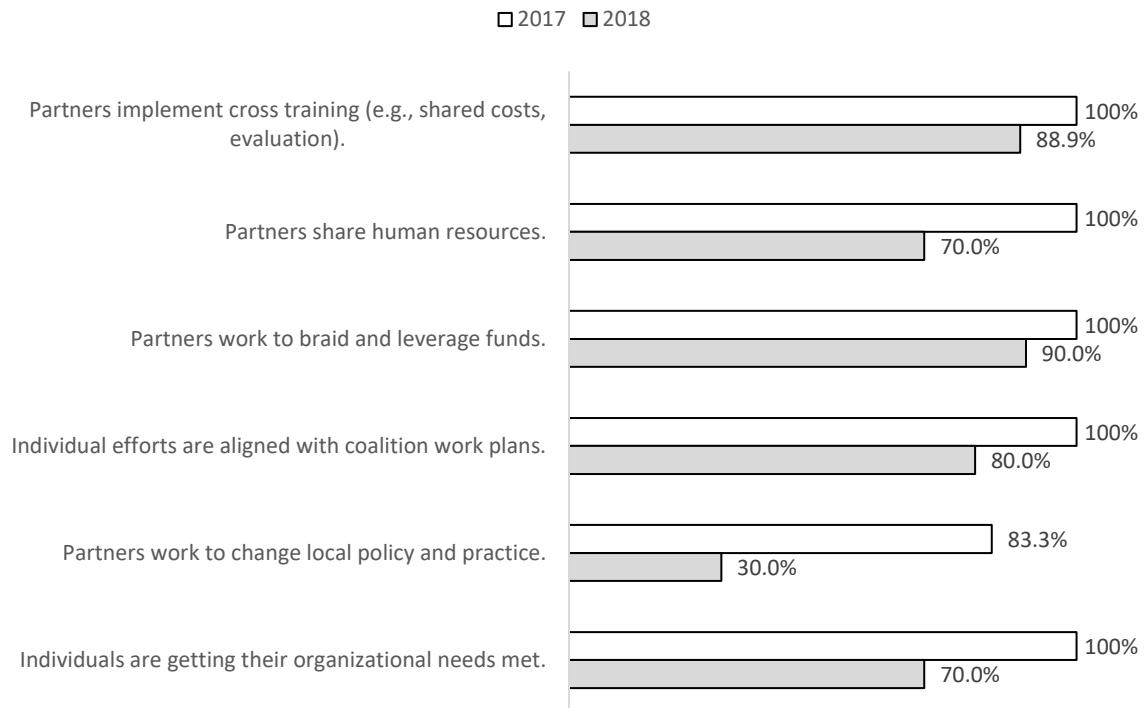 2017 2018
Partners implement cross training (e.g., shared costs,
evaluation).
100%
88.9%
Partners share human resources.
100%
70.0%
Partners work to braid and leverage funds.
100%
90.0%
Individual efforts are aligned with coalition work plans.
100%
80.0%
Partners work to change local policy and practice.
83.3%
30.0%
Individuals are getting their organizational needs met.
100%
70.0%